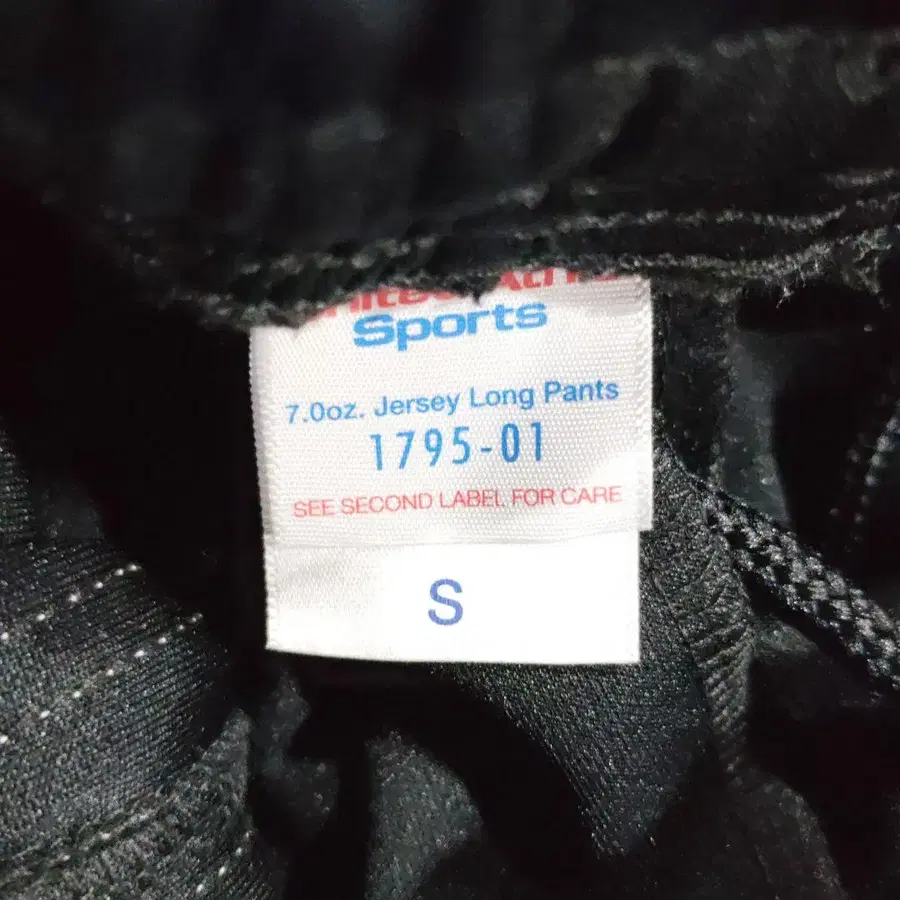 Sports
7.0oz. Jersey Long Pants
1795-01
SEE SECOND LABEL FOR CARE
S